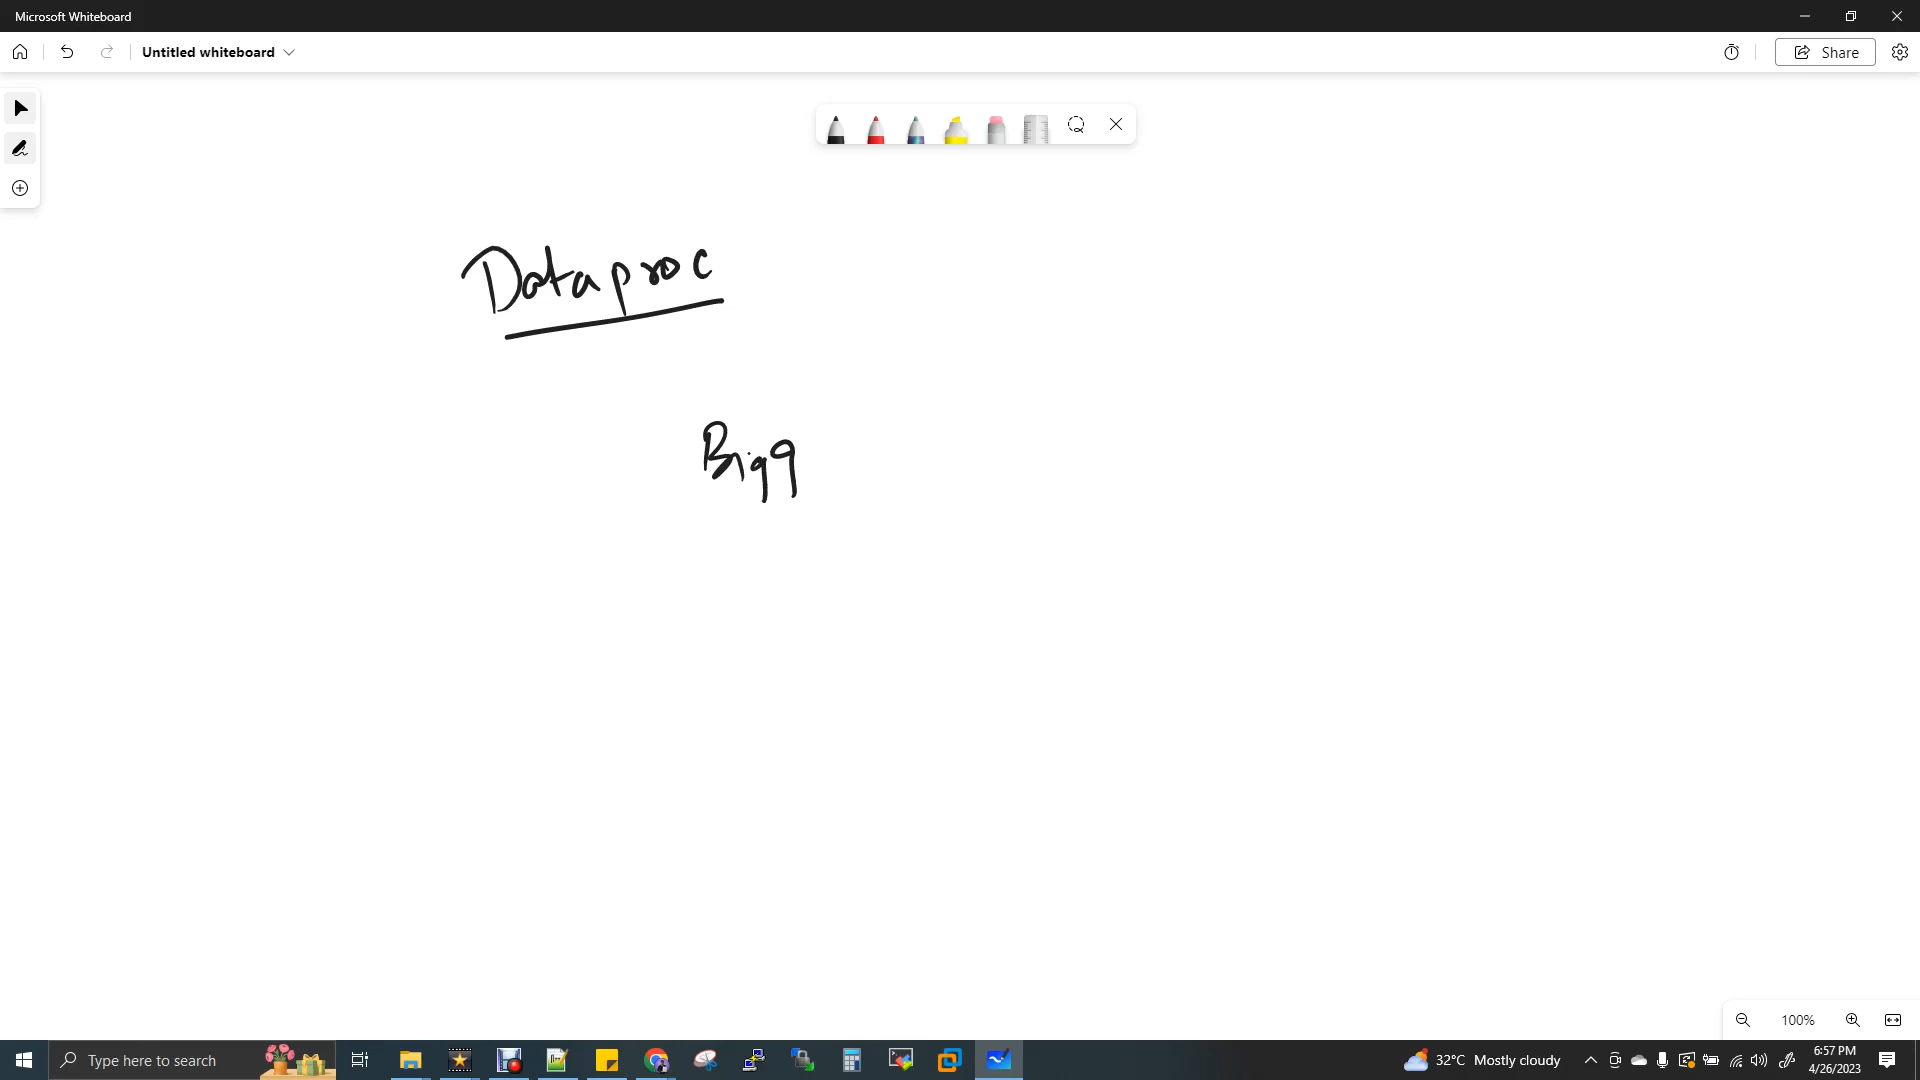 Microsoft Whiteboard
Untitled whiteboard
Share
Dataproc
Bigq
100%
Type here to search
32°C Mostly cloudy
6:57 PM
4/26/2023